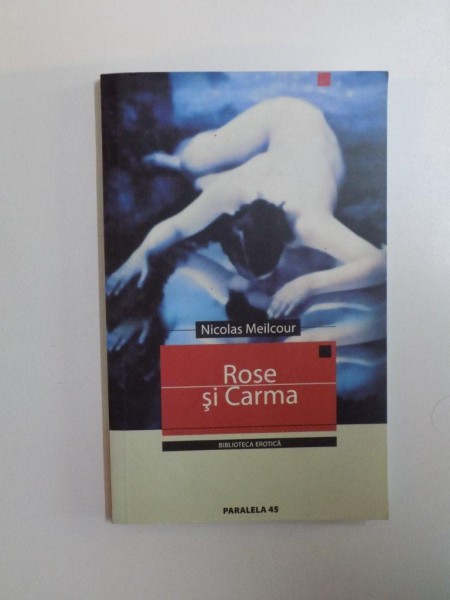 Nicolas Meilcour
Rose
şi Carma
BIBLIOTECA EROTICĂ
PARALELA 45